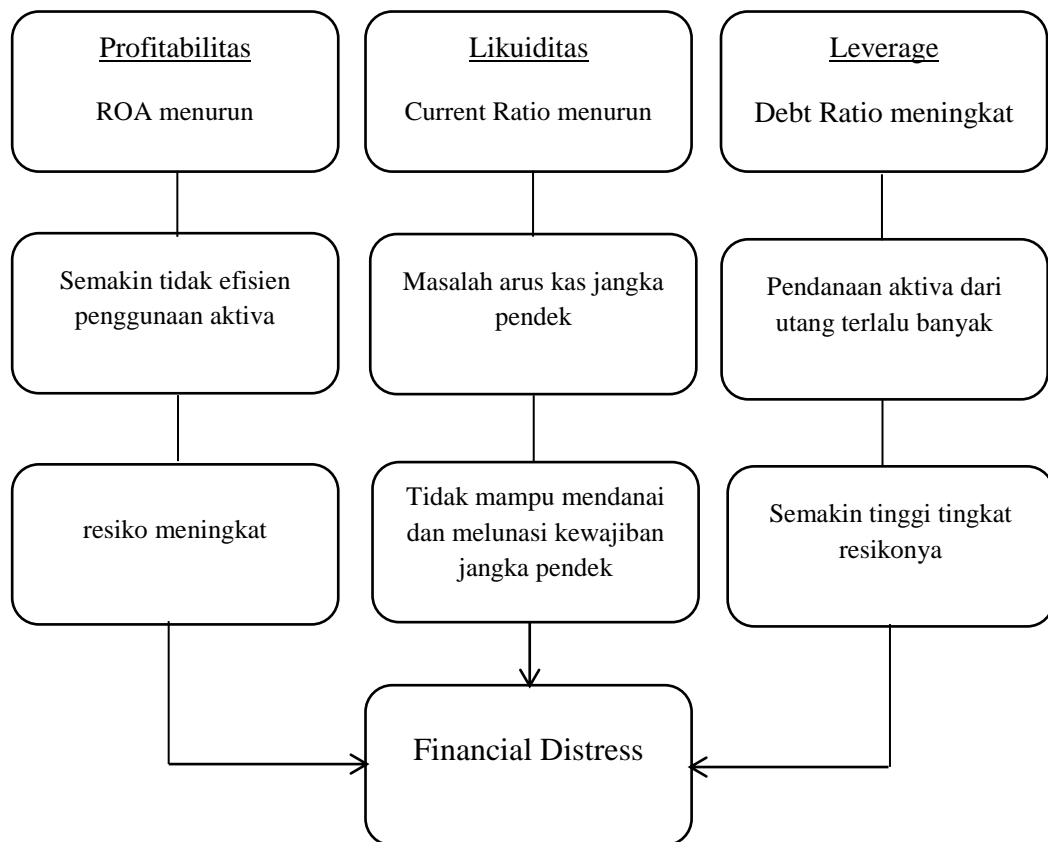 Profitabilitas
ROA menurun
Likuiditas
Current Ratio menurun
Leverage
Debt Ratio meningkat
Semakin tidak efisien
penggunaan aktiva
Masalah arus kas jangka
pendek
Pendanaan aktiva dari
utang terlalu banyak
resiko meningkat
Tidak mampu mendanai
dan melunasi kewajiban
jangka pendek
Semakin tinggi tingkat
resikonya
Financial Distress